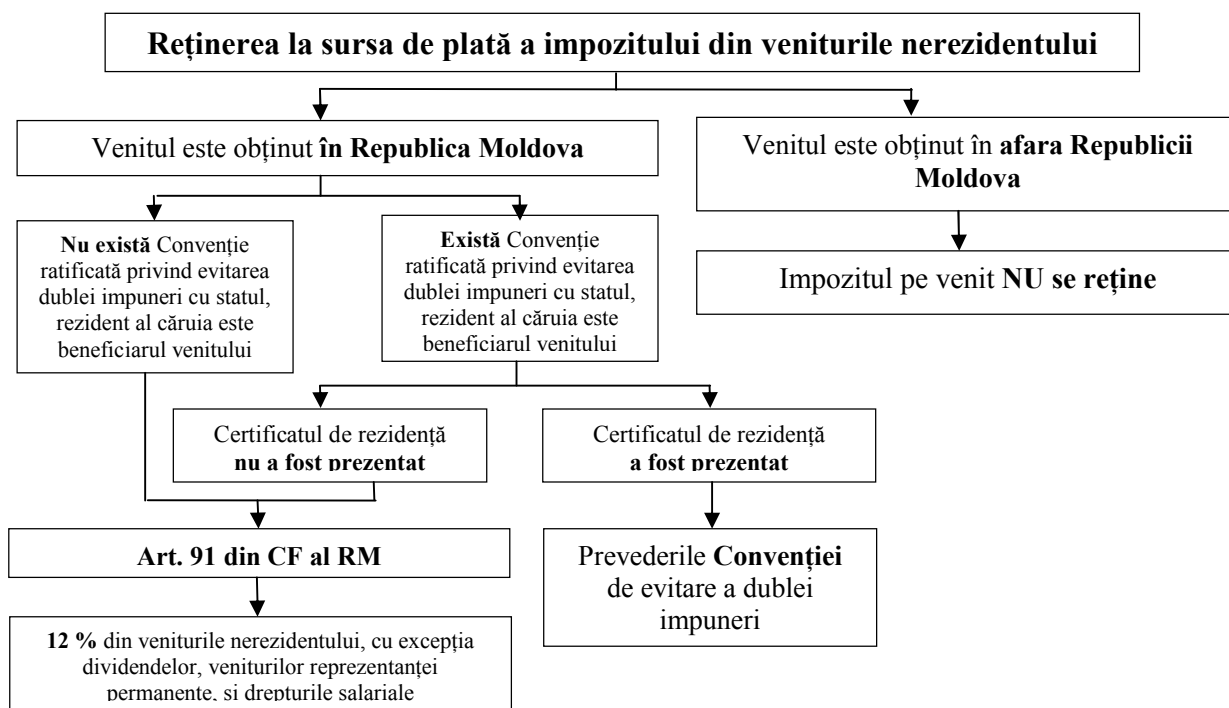 Reținerea la sursa de plată a impozitului din veniturile nerezidentului
Venitul este obținut în Republica Moldova
Venitul este obținut în afara Republicii
Moldova
Nu există Convenție
ratificată privind evitarea
dublei impuneri cu statul,
rezident al căruia este
beneficiarul venitului
Există Convenție
ratificată privind evitarea
dublei impuneri cu statul,
rezident al căruia este
beneficiarul venitului
Impozitul pe venit NU se reține
Certificatul de rezidență
nu a fost prezentat
Certificatul de rezidență
a fost prezentat
Art. 91 din CF al RM
Prevederile Convenției
de evitare a dublei
impuneri
12 % din veniturile nerezidentului, cu excepția
dividendelor, veniturilor reprezentanței
permanente, si drepturile salariale